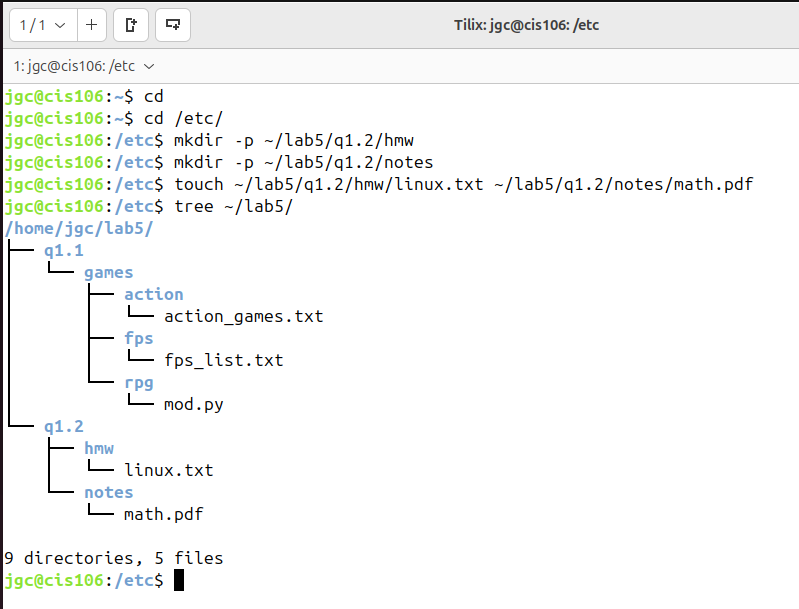 1 / 1
Tilix: jgc@cis106: /etc
1: jgc@cis106: /etc
jgc@cis106:~$ cd
jgc@cis106:~$ cd /etc/
jgc@cis106:/etc$ mkdir -p ~/lab5/q1.2/hmw
jgc@cis106:/etc$ mkdir -p ~/lab5/q1.2/notes
jgc@cis106:/etc$ touch ~/lab5/q1.2/hmw/linux.txt ~/lab5/q1.2/notes/math.pdf
jgc@cis106:/etc$ tree ~/lab5/
/home/jgc/lab5/
├── q1.1
│   └── games
│       ├── action
│       │   └── action_games.txt
│       ├── fps
│       │   └── fps_list.txt
│       └── rpg
│           └── mod.py
└── q1.2
    ├── hmw
    │   └── linux.txt
    └── notes
        └── math.pdf
9 directories, 5 files
jgc@cis106:/etc$